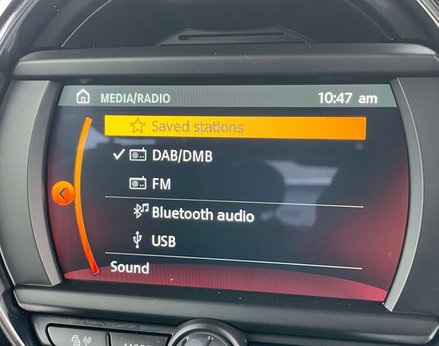 MEDIA/RADIO
10:47 am
Saved stations
DAB/DMB
FM
Bluetooth audio
USB
Sound